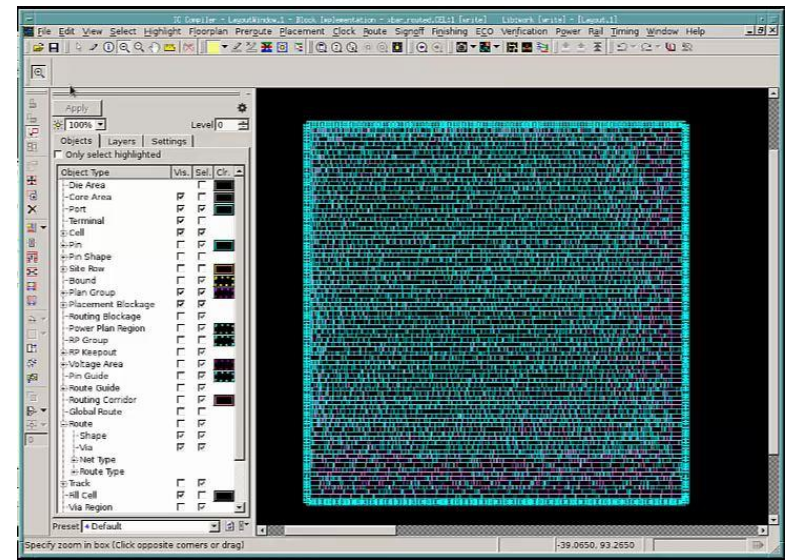 IC Compiler - LayoutWindow.1 - Block Implementation - xbar_routed.CEL;1 [write]    Lib:work [write] - [Layout.1]
File Edit View Select Highlight Floorplan Preroute Placement Clock Route Signoff Finishing ECO Verification Power Rail Timing Window Help
Apply
100% Level 0
Objects Layers Settings
Only select highlighted
Object Type Vis. Sel. Clr.
Die Area
Core Area
Port
Terminal
Cell
Pin
Pin Shape
Site Row
Bound
Plan Group
Placement Blockage
Routing Blockage
Power Plan Region
RP Group
RP Keepout
Voltage Area
Pin Guide
Route Guide
Routing Corridor
Global Route
Route
Shape
Via
Net Type
Route Type
Track
Fill Cell
Via Region
Preset Default
0
Specify zoom in box (Click opposite corners or drag) -39.0650, 93.2650